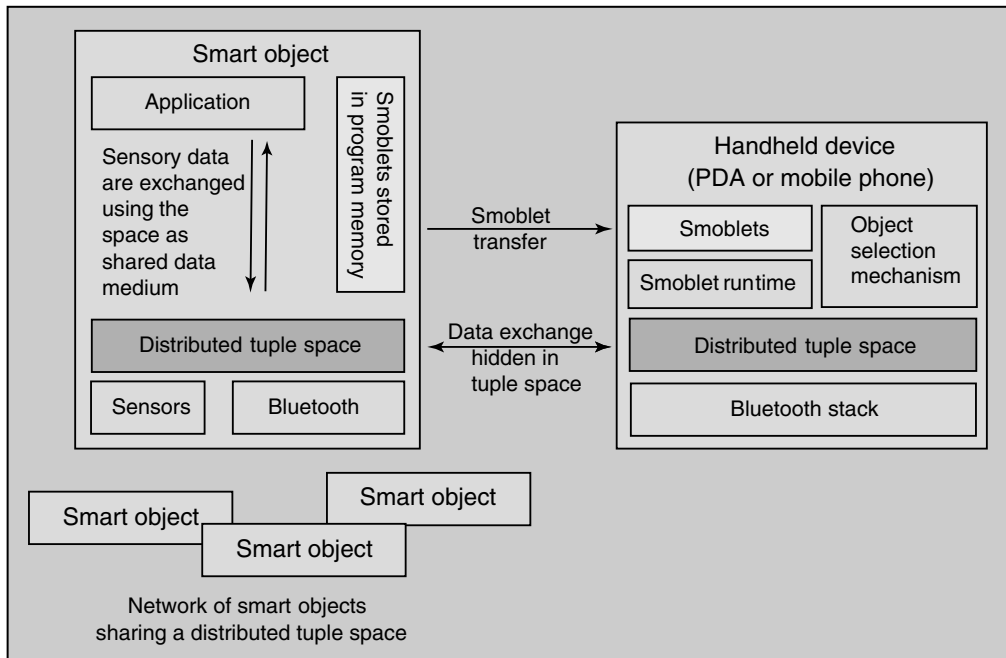 Smart object
Application
Smoblets stored
in program memory
Sensory data
are exchanged
using the
space as
shared data
medium
Distributed tuple space
Sensors
Bluetooth
Smoblet
transfer
Data exchange
hidden in
tuple space
Handheld device
(PDA or mobile phone)
Smoblets
Object
selection
mechanism
Smoblet runtime
Distributed tuple space
Bluetooth stack
Smart object
Smart object
Smart object
Network of smart objects
sharing a distributed tuple space